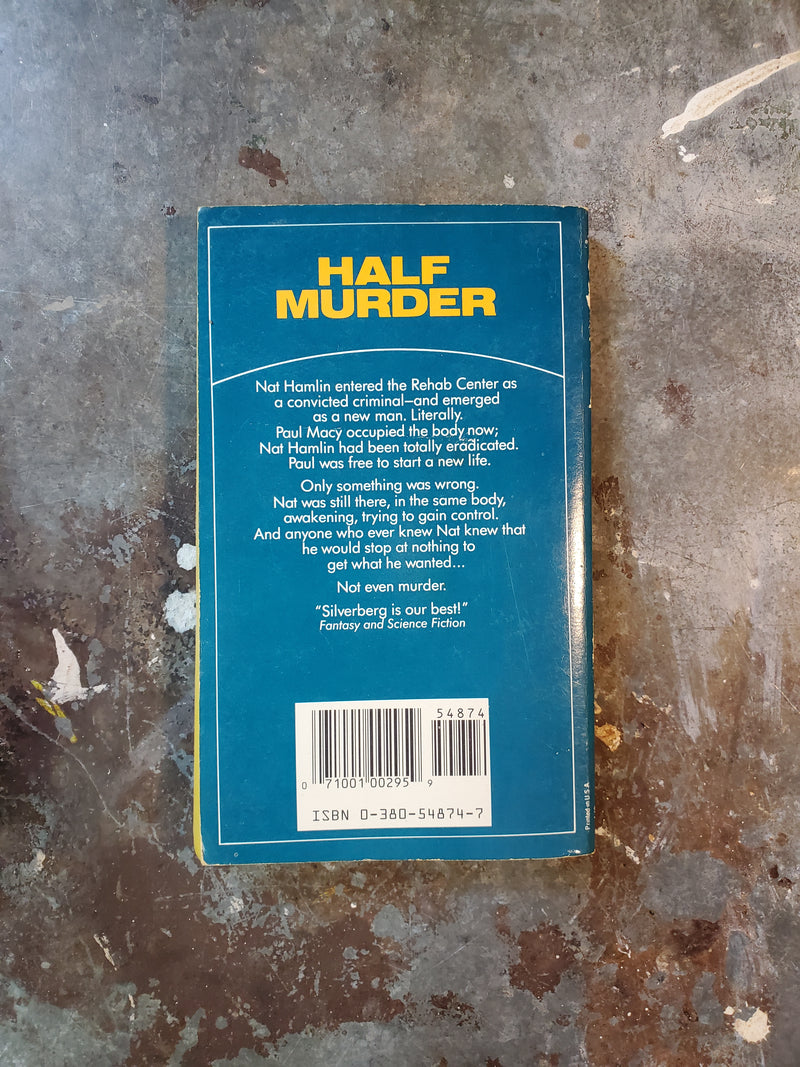 HALF
MURDER
Nat Hamlin entered the Rehab Center as
a convicted criminal—and emerged
as a new man. Literally.
Paul Macy occupied the body now;
Nat Hamlin had been totally eradicated.
Paul was free to start a new life.
Only something was wrong.
Nat was still there, in the same body,
awakening, trying to gain control.
And anyone who ever knew Nat knew that
he would stop at nothing to
get what he wanted...
Not even murder.
"Silverberg is our best!"
Fantasy and Science Fiction
54874
0 71001 00295 9
ISBN 0-380-54874-7
Printed in U.S.A.